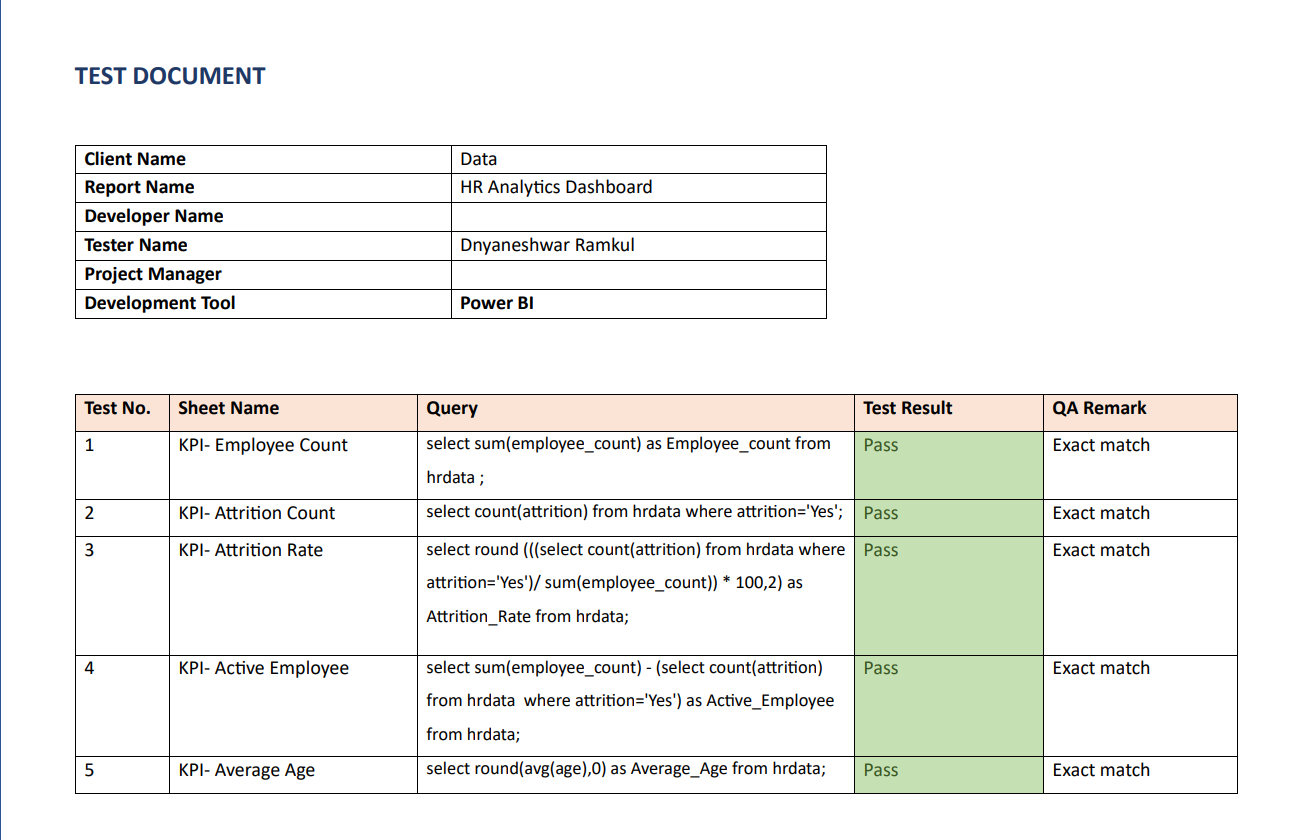 TEST DOCUMENT
Client Name Data
Report Name HR Analytics Dashboard
Developer Name
Tester Name Dnyaneshwar Ramkul
Project Manager
Development Tool Power BI
Test No. Sheet Name Query Test Result QA Remark
1 KPI- Employee Count select sum(employee_count) as Employee_count from Pass Exact match
hrdata ;
2 KPI- Attrition Count select count(attrition) from hrdata where attrition='Yes'; Pass Exact match
3 KPI- Attrition Rate select round (((select count(attrition) from hrdata where Pass Exact match
attrition='Yes')/ sum(employee_count)) * 100,2) as
Attrition_Rate from hrdata;
4 KPI- Active Employee select sum(employee_count) - (select count(attrition) Pass Exact match
from hrdata  where attrition='Yes') as Active_Employee
from hrdata;
5 KPI- Average Age select round(avg(age),0) as Average_Age from hrdata; Pass Exact match